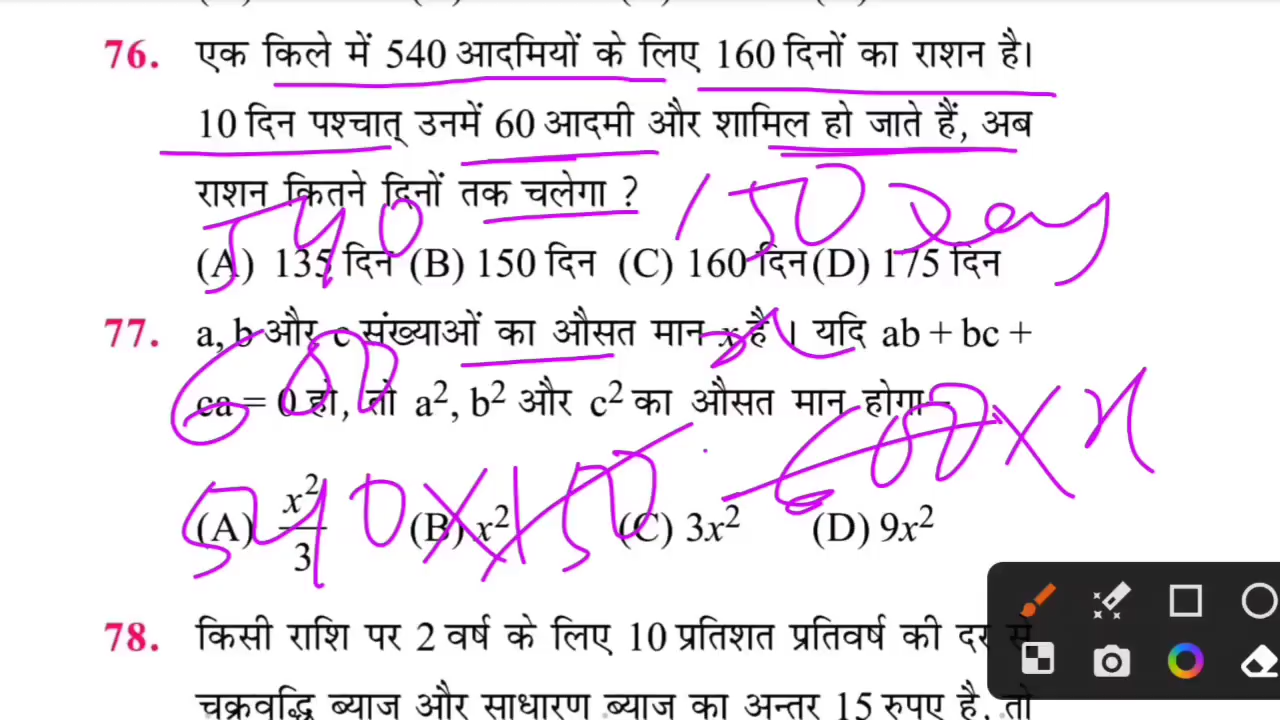 76. एक किले में 540 आदमियों के लिए 160 दिनों का राशन है।
10 दिन पश्चात् उनमें 60 आदमी और शामिल हो जाते हैं, अब
राशन कितने दिनों तक चलेगा ?
540 150 Day
(A) 135 दिन (B) 150 दिन (C) 160 दिन (D) 175 दिन
77. a, b और c संख्याओं का औसत मान x है । यदि ab + bc +
600 x
ca = 0 हो, तो a², b² और c² का औसत मान होगा –
540 × 150 600 × x
(A) x²/3 (B) x² (C) 3x² (D) 9x²
78. किसी राशि पर 2 वर्ष के लिए 10 प्रतिशत प्रतिवर्ष की दर से
चक्रवृद्धि ब्याज और साधारण ब्याज का अन्तर 15 रुपए है, तो